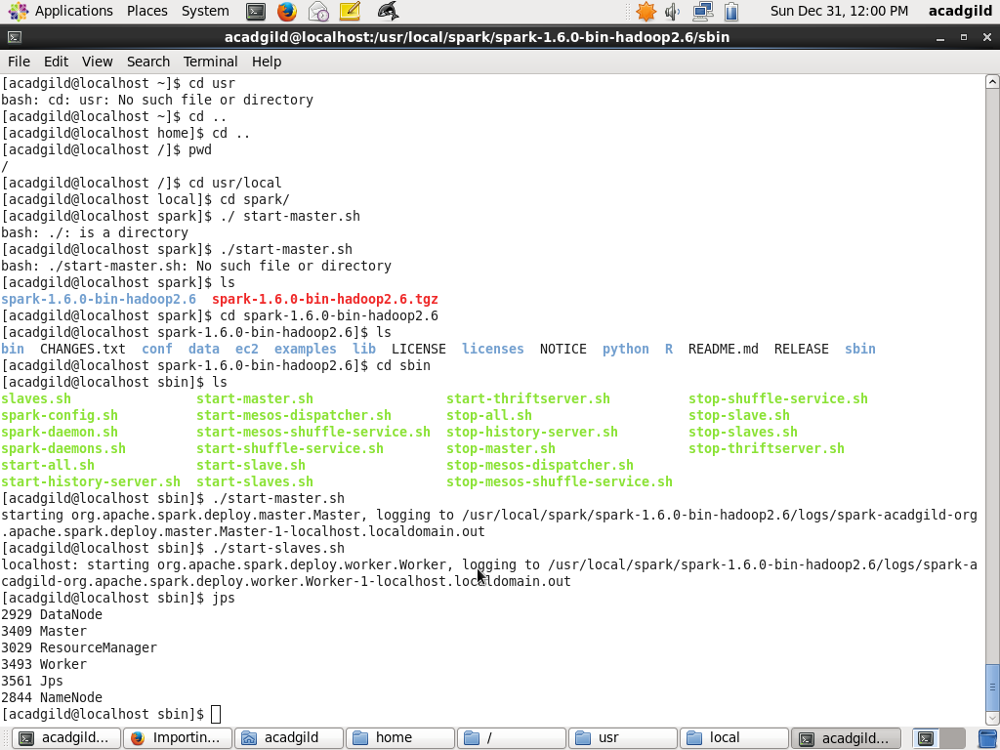 Applications Places System Sun Dec 31, 12:00 PM acadgild
acadgild@localhost:/usr/local/spark/spark-1.6.0-bin-hadoop2.6/sbin
File Edit View Search Terminal Help
[acadgild@localhost ~]$ cd usr
bash: cd: usr: No such file or directory
[acadgild@localhost ~]$ cd ..
[acadgild@localhost home]$ cd ..
[acadgild@localhost /]$ pwd
/
[acadgild@localhost /]$ cd usr/local
[acadgild@localhost local]$ cd spark/
[acadgild@localhost spark]$ ./ start-master.sh
bash: ./: is a directory
[acadgild@localhost spark]$ ./start-master.sh
bash: ./start-master.sh: No such file or directory
[acadgild@localhost spark]$ ls
spark-1.6.0-bin-hadoop2.6 spark-1.6.0-bin-hadoop2.6.tgz
[acadgild@localhost spark]$ cd spark-1.6.0-bin-hadoop2.6
[acadgild@localhost spark-1.6.0-bin-hadoop2.6]$ ls
bin CHANGES.txt conf data ec2 examples lib LICENSE licenses NOTICE python R README.md RELEASE sbin
[acadgild@localhost spark-1.6.0-bin-hadoop2.6]$ cd sbin
[acadgild@localhost sbin]$ ls
slaves.sh start-master.sh start-thriftserver.sh stop-shuffle-service.sh
spark-config.sh start-mesos-dispatcher.sh stop-all.sh stop-slave.sh
spark-daemon.sh start-mesos-shuffle-service.sh stop-history-server.sh stop-slaves.sh
spark-daemons.sh start-shuffle-service.sh stop-master.sh stop-thriftserver.sh
start-all.sh start-slave.sh stop-mesos-dispatcher.sh
start-history-server.sh start-slaves.sh stop-mesos-shuffle-service.sh
[acadgild@localhost sbin]$ ./start-master.sh
starting org.apache.spark.deploy.master.Master, logging to /usr/local/spark/spark-1.6.0-bin-hadoop2.6/logs/spark-acadgild-org
.apache.spark.deploy.master.Master-1-localhost.localdomain.out
[acadgild@localhost sbin]$ ./start-slaves.sh
localhost: starting org.apache.spark.deploy.worker.Worker, logging to /usr/local/spark/spark-1.6.0-bin-hadoop2.6/logs/spark-a
cadgild-org.apache.spark.deploy.worker.Worker-1-localhost.localdomain.out
[acadgild@localhost sbin]$ jps
2929 DataNode
3409 Master
3029 ResourceManager
3493 Worker
3561 Jps
2844 NameNode
[acadgild@localhost sbin]$
acadgild... Importin... acadgild home / usr local acadgild...